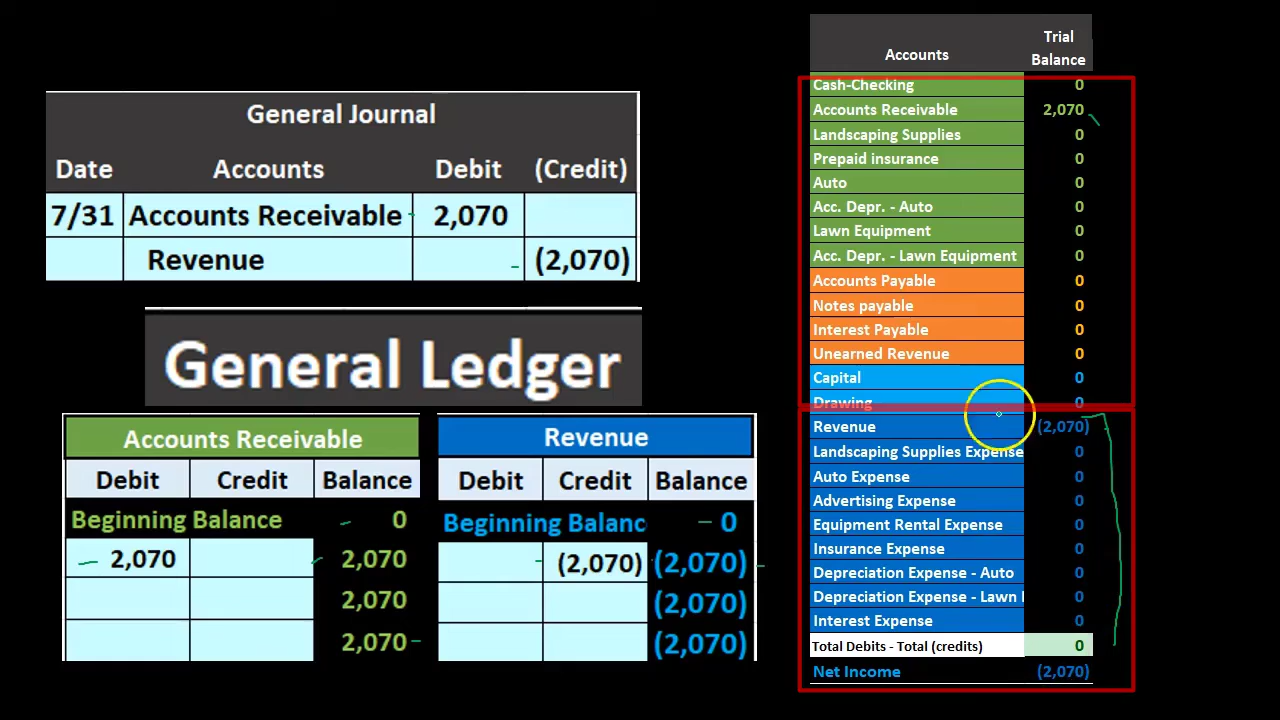 General Journal
Date Accounts Debit (Credit)
7/31 Accounts Receivable 2,070
Revenue (2,070)
General Ledger
Accounts Receivable
Debit Credit Balance
Beginning Balance 0
2,070 2,070
2,070
2,070
Revenue
Debit Credit Balance
Beginning Balanc 0
(2,070) (2,070)
(2,070)
(2,070)
Trial
Accounts Balance
Cash-Checking 0
Accounts Receivable 2,070
Landscaping Supplies 0
Prepaid insurance 0
Auto 0
Acc. Depr. - Auto 0
Lawn Equipment 0
Acc. Depr. - Lawn Equipment 0
Accounts Payable 0
Notes payable 0
Interest Payable 0
Unearned Revenue 0
Capital 0
Drawing 0
Revenue (2,070)
Landscaping Supplies Expense 0
Auto Expense 0
Advertising Expense 0
Equipment Rental Expense 0
Insurance Expense 0
Depreciation Expense - Auto 0
Depreciation Expense - Lawn 0
Interest Expense 0
Total Debits - Total (credits) 0
Net Income (2,070)